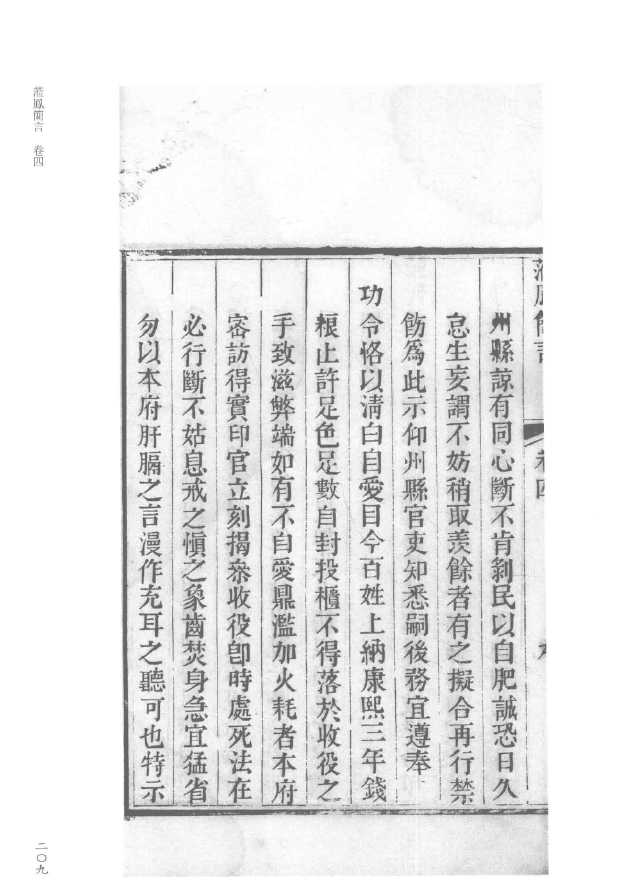 州縣諒有同心斷不肯剝民以自肥誠恐日久
怠生妄謂不妨稍取羨餘者有之擬合再行禁
飭為此示仰州縣官吏知悉嗣後務宜遵奉
功令恪以清白自愛目今百姓上納康熙三年錢
糧止許足色足數自封投櫃不得落於收役之
手致滋弊端如有不自愛鼎濫加火耗者本府
密訪得實印官立刻揭叅收役卽時處死法在
必行斷不姑息戒之愼之象齒焚身急宜猛省
勿以本府肝膈之言漫作充耳之聽可也特示
鳳簡言 卷四
二〇九